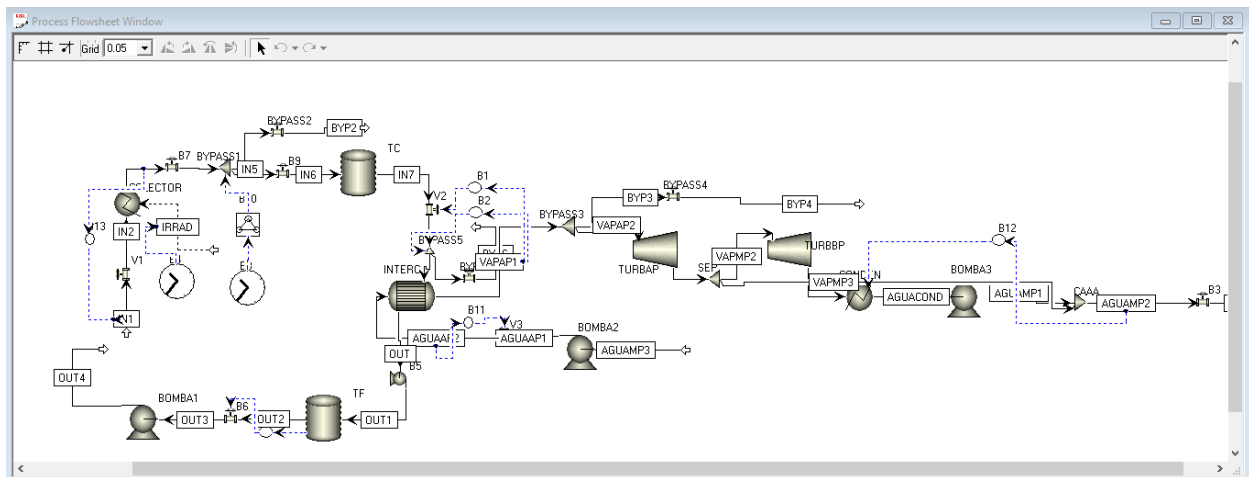 Process Flowsheet Window
Grid 0.05
BYPASS2
BYP2
TC
B7
BYPASS1
IN5
B9
IN6
IN7
B1
V2
B2
BYPASS3
BYP3
BYPASS4
BYP4
VAPAP2
IN2
IRRAD
BYPASS5
VAPAP1
TURBAP
SEP
VAPMP2
TURBBP
VAPMP3
B12
BOMBA3
V1
AGUACOND
AGUAMP1
CAAA
AGUAMP2
B3
IN1
B11
V3
BOMBA2
AGUAAP1
AGUAMP3
OUT
B5
OUT4
BOMBA1
B6
TF
OUT3
OUT2
OUT1